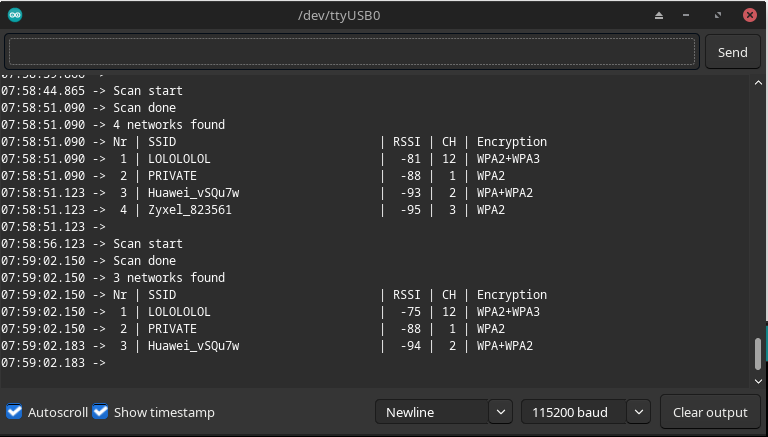 /dev/ttyUSB0
Send
07:58:44.865 -> Scan start
07:58:51.090 -> Scan done
07:58:51.090 -> 4 networks found
07:58:51.090 -> Nr | SSID | RSSI | CH | Encryption
07:58:51.090 -> 1 | LOLOLOLOL | -81 | 12 | WPA2+WPA3
07:58:51.090 -> 2 | PRIVATE | -88 | 1 | WPA2
07:58:51.123 -> 3 | Huawei_vSQu7w | -93 | 2 | WPA+WPA2
07:58:51.123 -> 4 | Zyxel_823561 | -95 | 3 | WPA2
07:58:51.123 ->
07:58:56.123 -> Scan start
07:59:02.150 -> Scan done
07:59:02.150 -> 3 networks found
07:59:02.150 -> Nr | SSID | RSSI | CH | Encryption
07:59:02.150 -> 1 | LOLOLOLOL | -75 | 12 | WPA2+WPA3
07:59:02.150 -> 2 | PRIVATE | -88 | 1 | WPA2
07:59:02.183 -> 3 | Huawei_vSQu7w | -94 | 2 | WPA+WPA2
07:59:02.183 ->
Autoscroll Show timestamp Newline 115200 baud Clear output